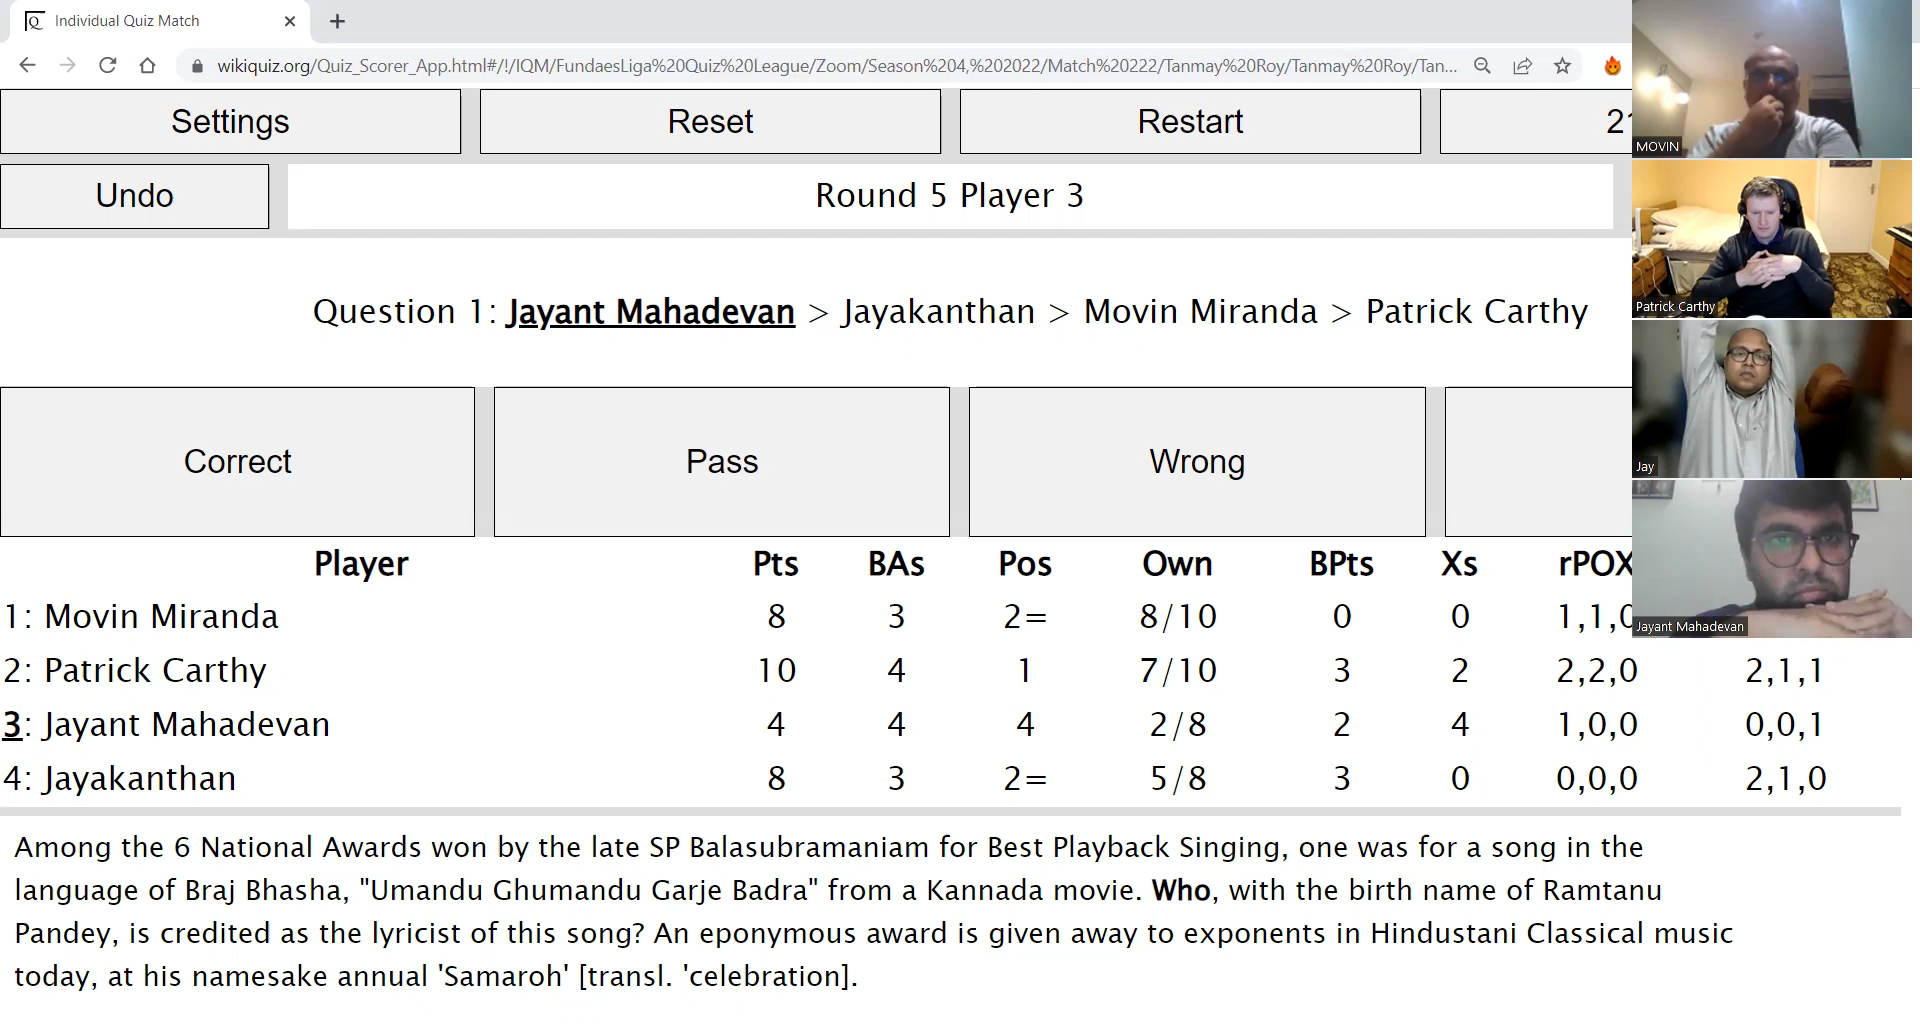 Individual Quiz Match
wikiquiz.org/Quiz_Scorer_App.html#/!/IQM/FundaesLiga%20Quiz%20League/Zoom/Season%204,%202022/Match%20222/Tanmay%20Roy/Tanmay%20Roy/Tan...
Settings Reset Restart
Undo Round 5 Player 3
Question 1: Jayant Mahadevan > Jayakanthan > Movin Miranda > Patrick Carthy
Correct Pass Wrong
Player Pts BAs Pos Own BPts Xs rPOX
1: Movin Miranda 8 3 2= 8/10 0 0 1,1,0
2: Patrick Carthy 10 4 1 7/10 3 2 2,2,0 2,1,1
3: Jayant Mahadevan 4 4 4 2/8 2 4 1,0,0 0,0,1
4: Jayakanthan 8 3 2= 5/8 3 0 0,0,0 2,1,0
Among the 6 National Awards won by the late SP Balasubramaniam for Best Playback Singing, one was for a song in the
language of Braj Bhasha, "Umandu Ghumandu Garje Badra" from a Kannada movie. Who, with the birth name of Ramtanu
Pandey, is credited as the lyricist of this song? An eponymous award is given away to exponents in Hindustani Classical music
today, at his namesake annual 'Samaroh' [transl. 'celebration].
MOVIN
Patrick Carthy
Jay
Jayant Mahadevan